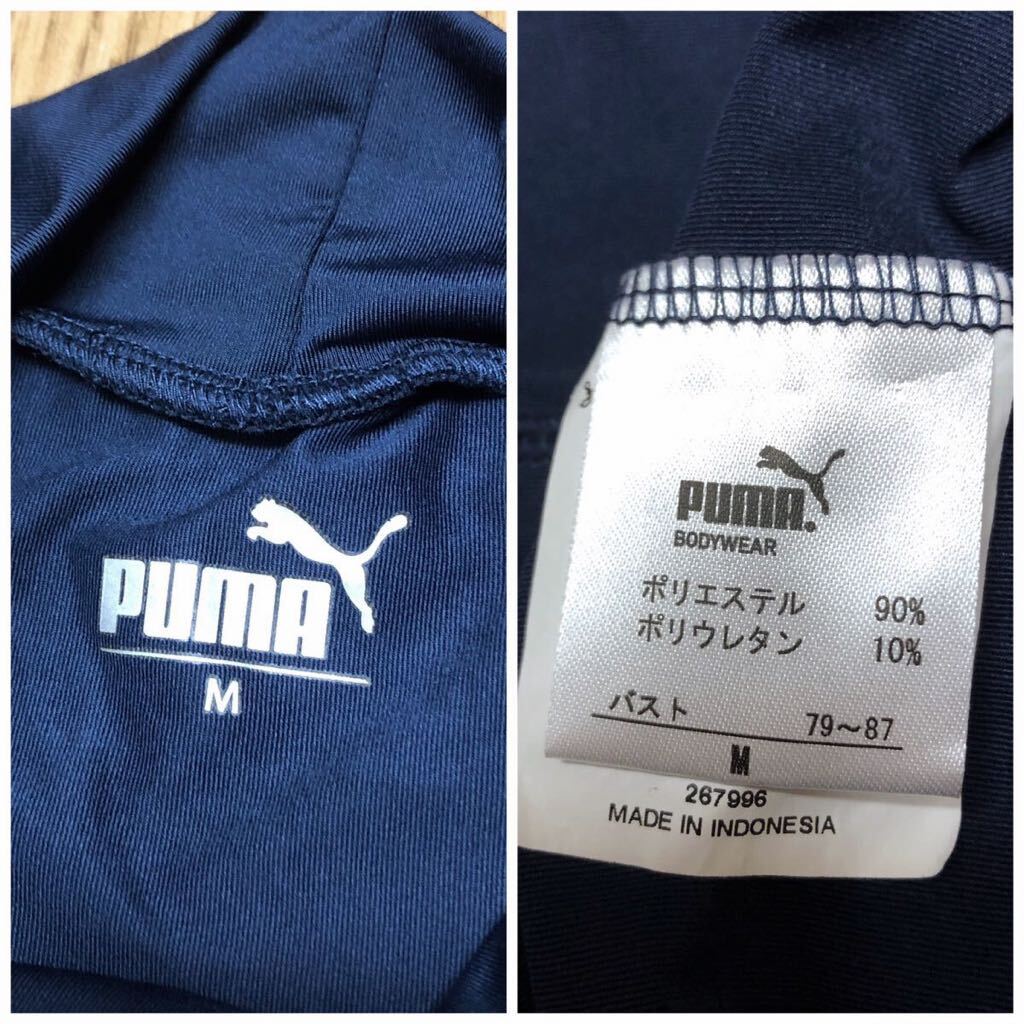 PUMA
M
PUMA.
BODYWEAR
ポリエステル 90%
ポリウレタン 10%
バスト 79～87
M
267996
MADE IN INDONESIA